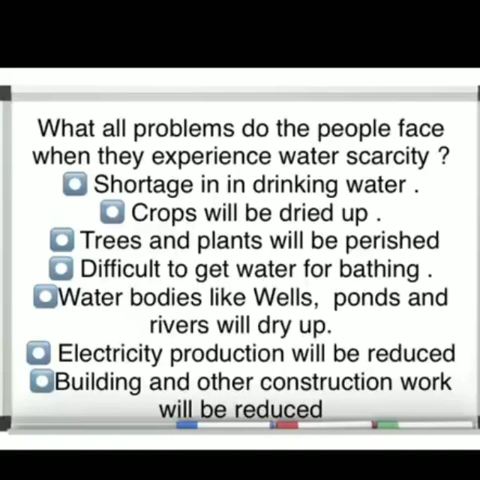 What all problems do the people face
when they experience water scarcity ?
Shortage in in drinking water .
Crops will be dried up .
Trees and plants will be perished
Difficult to get water for bathing .
Water bodies like Wells, ponds and
rivers will dry up.
Electricity production will be reduced
Building and other construction work
will be reduced